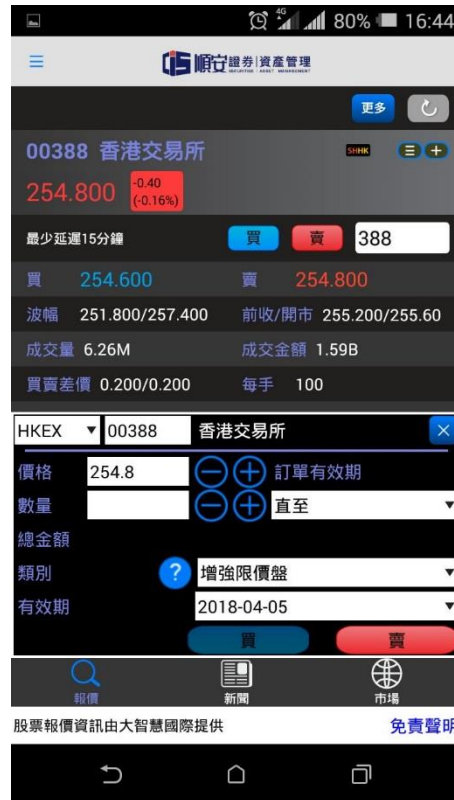 4G 80% 16:44
順安證券|資產管理
更多
00388 香港交易所 SHHK
254.800 -0.40
(-0.16%)
最少延遲15分鐘 買 賣 388
買 254.600 賣 254.800
波幅 251.800/257.400 前收/開市 255.200/255.60
成交量 6.26M 成交金額 1.59B
買賣差價 0.200/0.200 每手 100
HKEX 00388 香港交易所
價格 254.8 訂單有效期
數量 直至
總金額
類別 ? 增強限價盤
有效期 2018-04-05
買 賣
報價 新聞 市場
股票報價資訊由大智慧國際提供 免責聲明